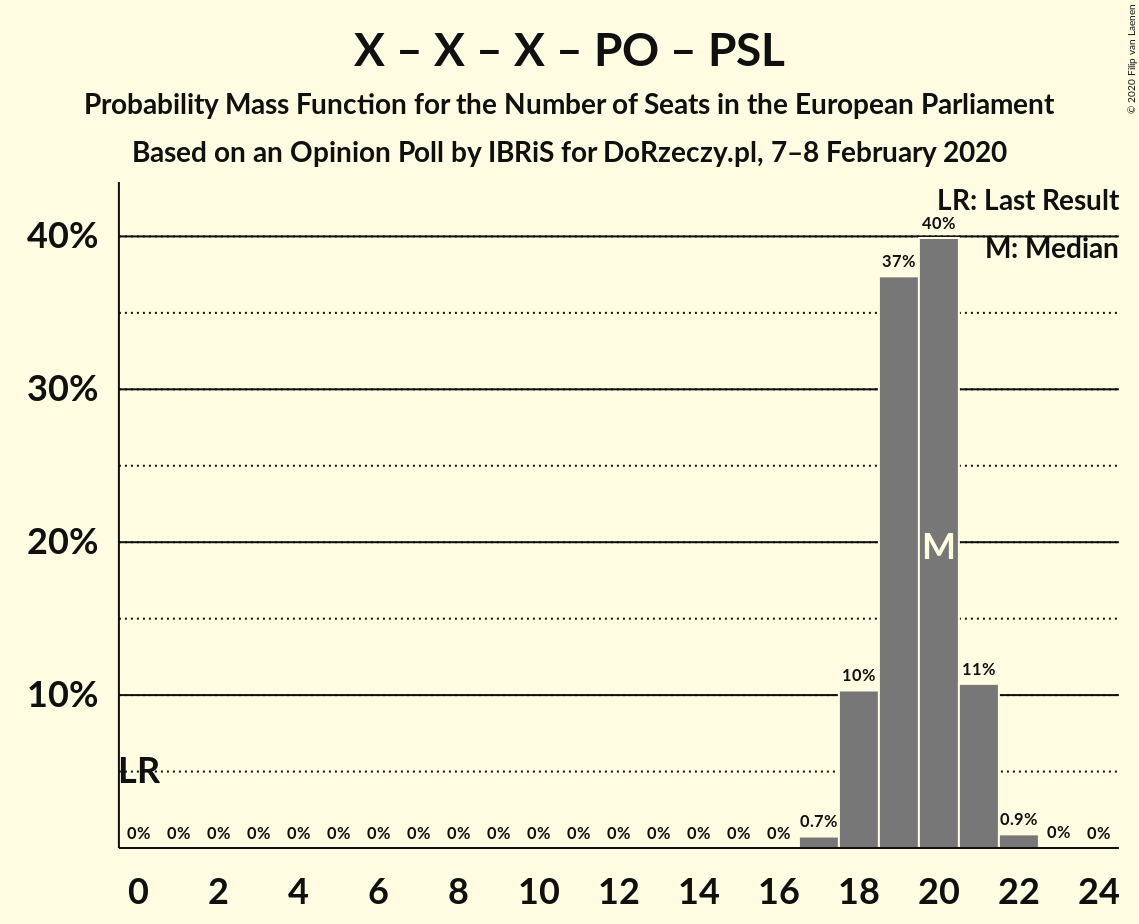 X – X – X – PO – PSL
Probability Mass Function for the Number of Seats in the European Parliament
Based on an Opinion Poll by IBRiS for DoRzeczy.pl, 7–8 February 2020
© 2020 Filip van Laenen
LR: Last Result
M: Median
40%
30%
20%
10%
40%
37%
M
11%
10%
LR
0% 0% 0% 0% 0% 0% 0% 0% 0% 0% 0% 0% 0% 0% 0% 0% 0% 0.7% 0.9% 0% 0%
0 2 4 6 8 10 12 14 16 18 20 22 24